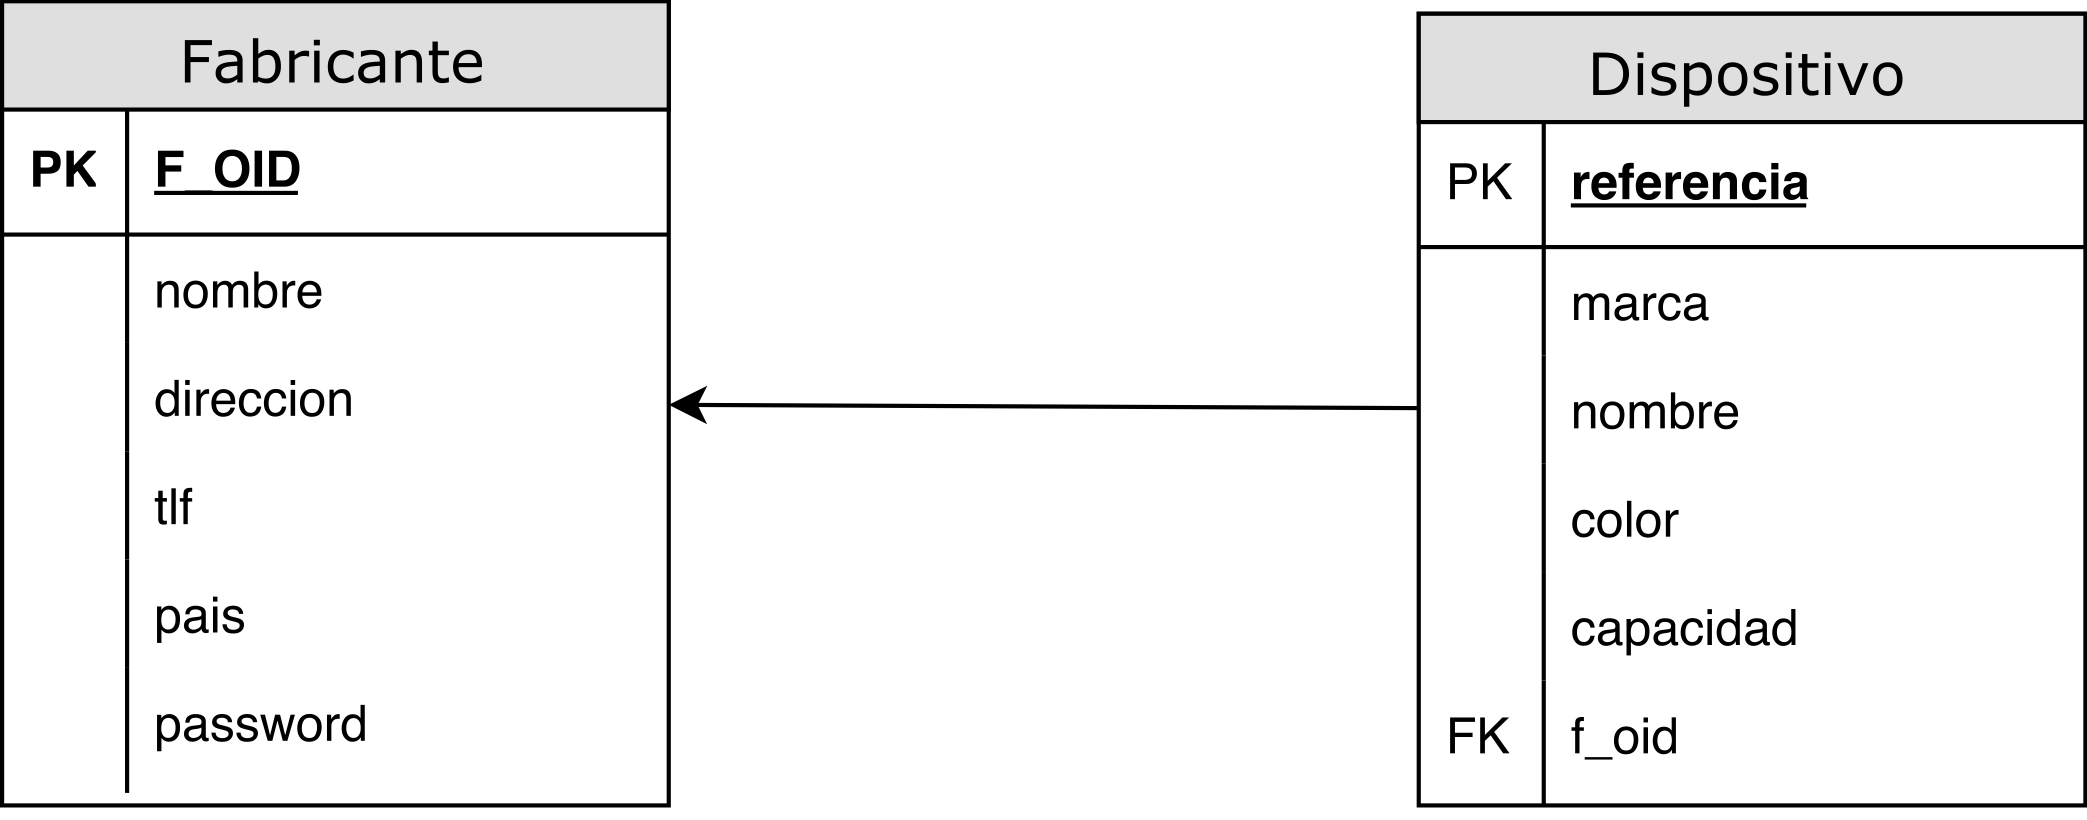 Fabricante
PK F_OID
nombre
direccion
tlf
pais
password
Dispositivo
PK referencia
marca
nombre
color
capacidad
FK f_oid